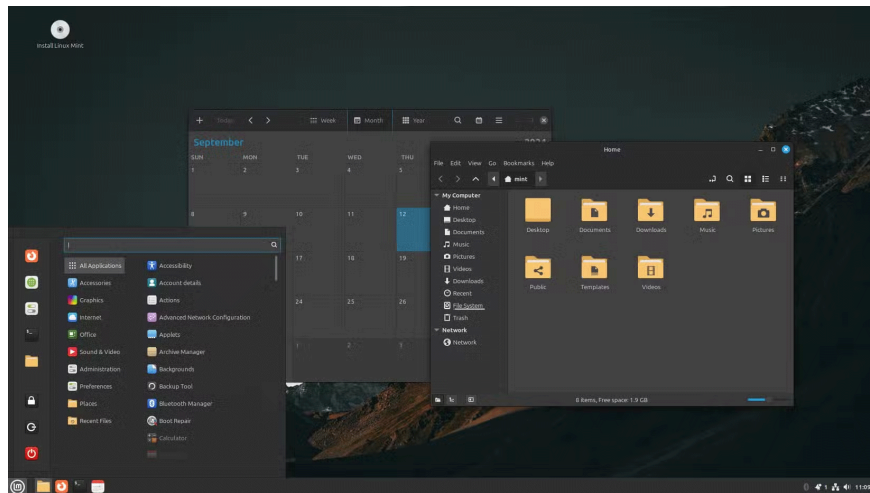 Install Linux Mint
Today
Week
Month
Year
September
2024
SUN MON TUE WED THU
1 2 3 4 5
8 9 10 11 12
17 18 19
24 25 26
1 2 3
Home
File Edit View Go Bookmarks Help
mint
My Computer
Home
Desktop
Documents
Music
Pictures
Videos
Downloads
Recent
File System
Trash
Network
Network
Desktop
Documents
Downloads
Music
Pictures
Public
Templates
Videos
8 items, Free space: 1.9 GB
All Applications
Accessories
Graphics
Internet
Office
Sound & Video
Administration
Preferences
Places
Recent Files
Accessibility
Account details
Actions
Advanced Network Configuration
Applets
Archive Manager
Backgrounds
Backup Tool
Bluetooth Manager
Boot Repair
Calculator
1
11:09